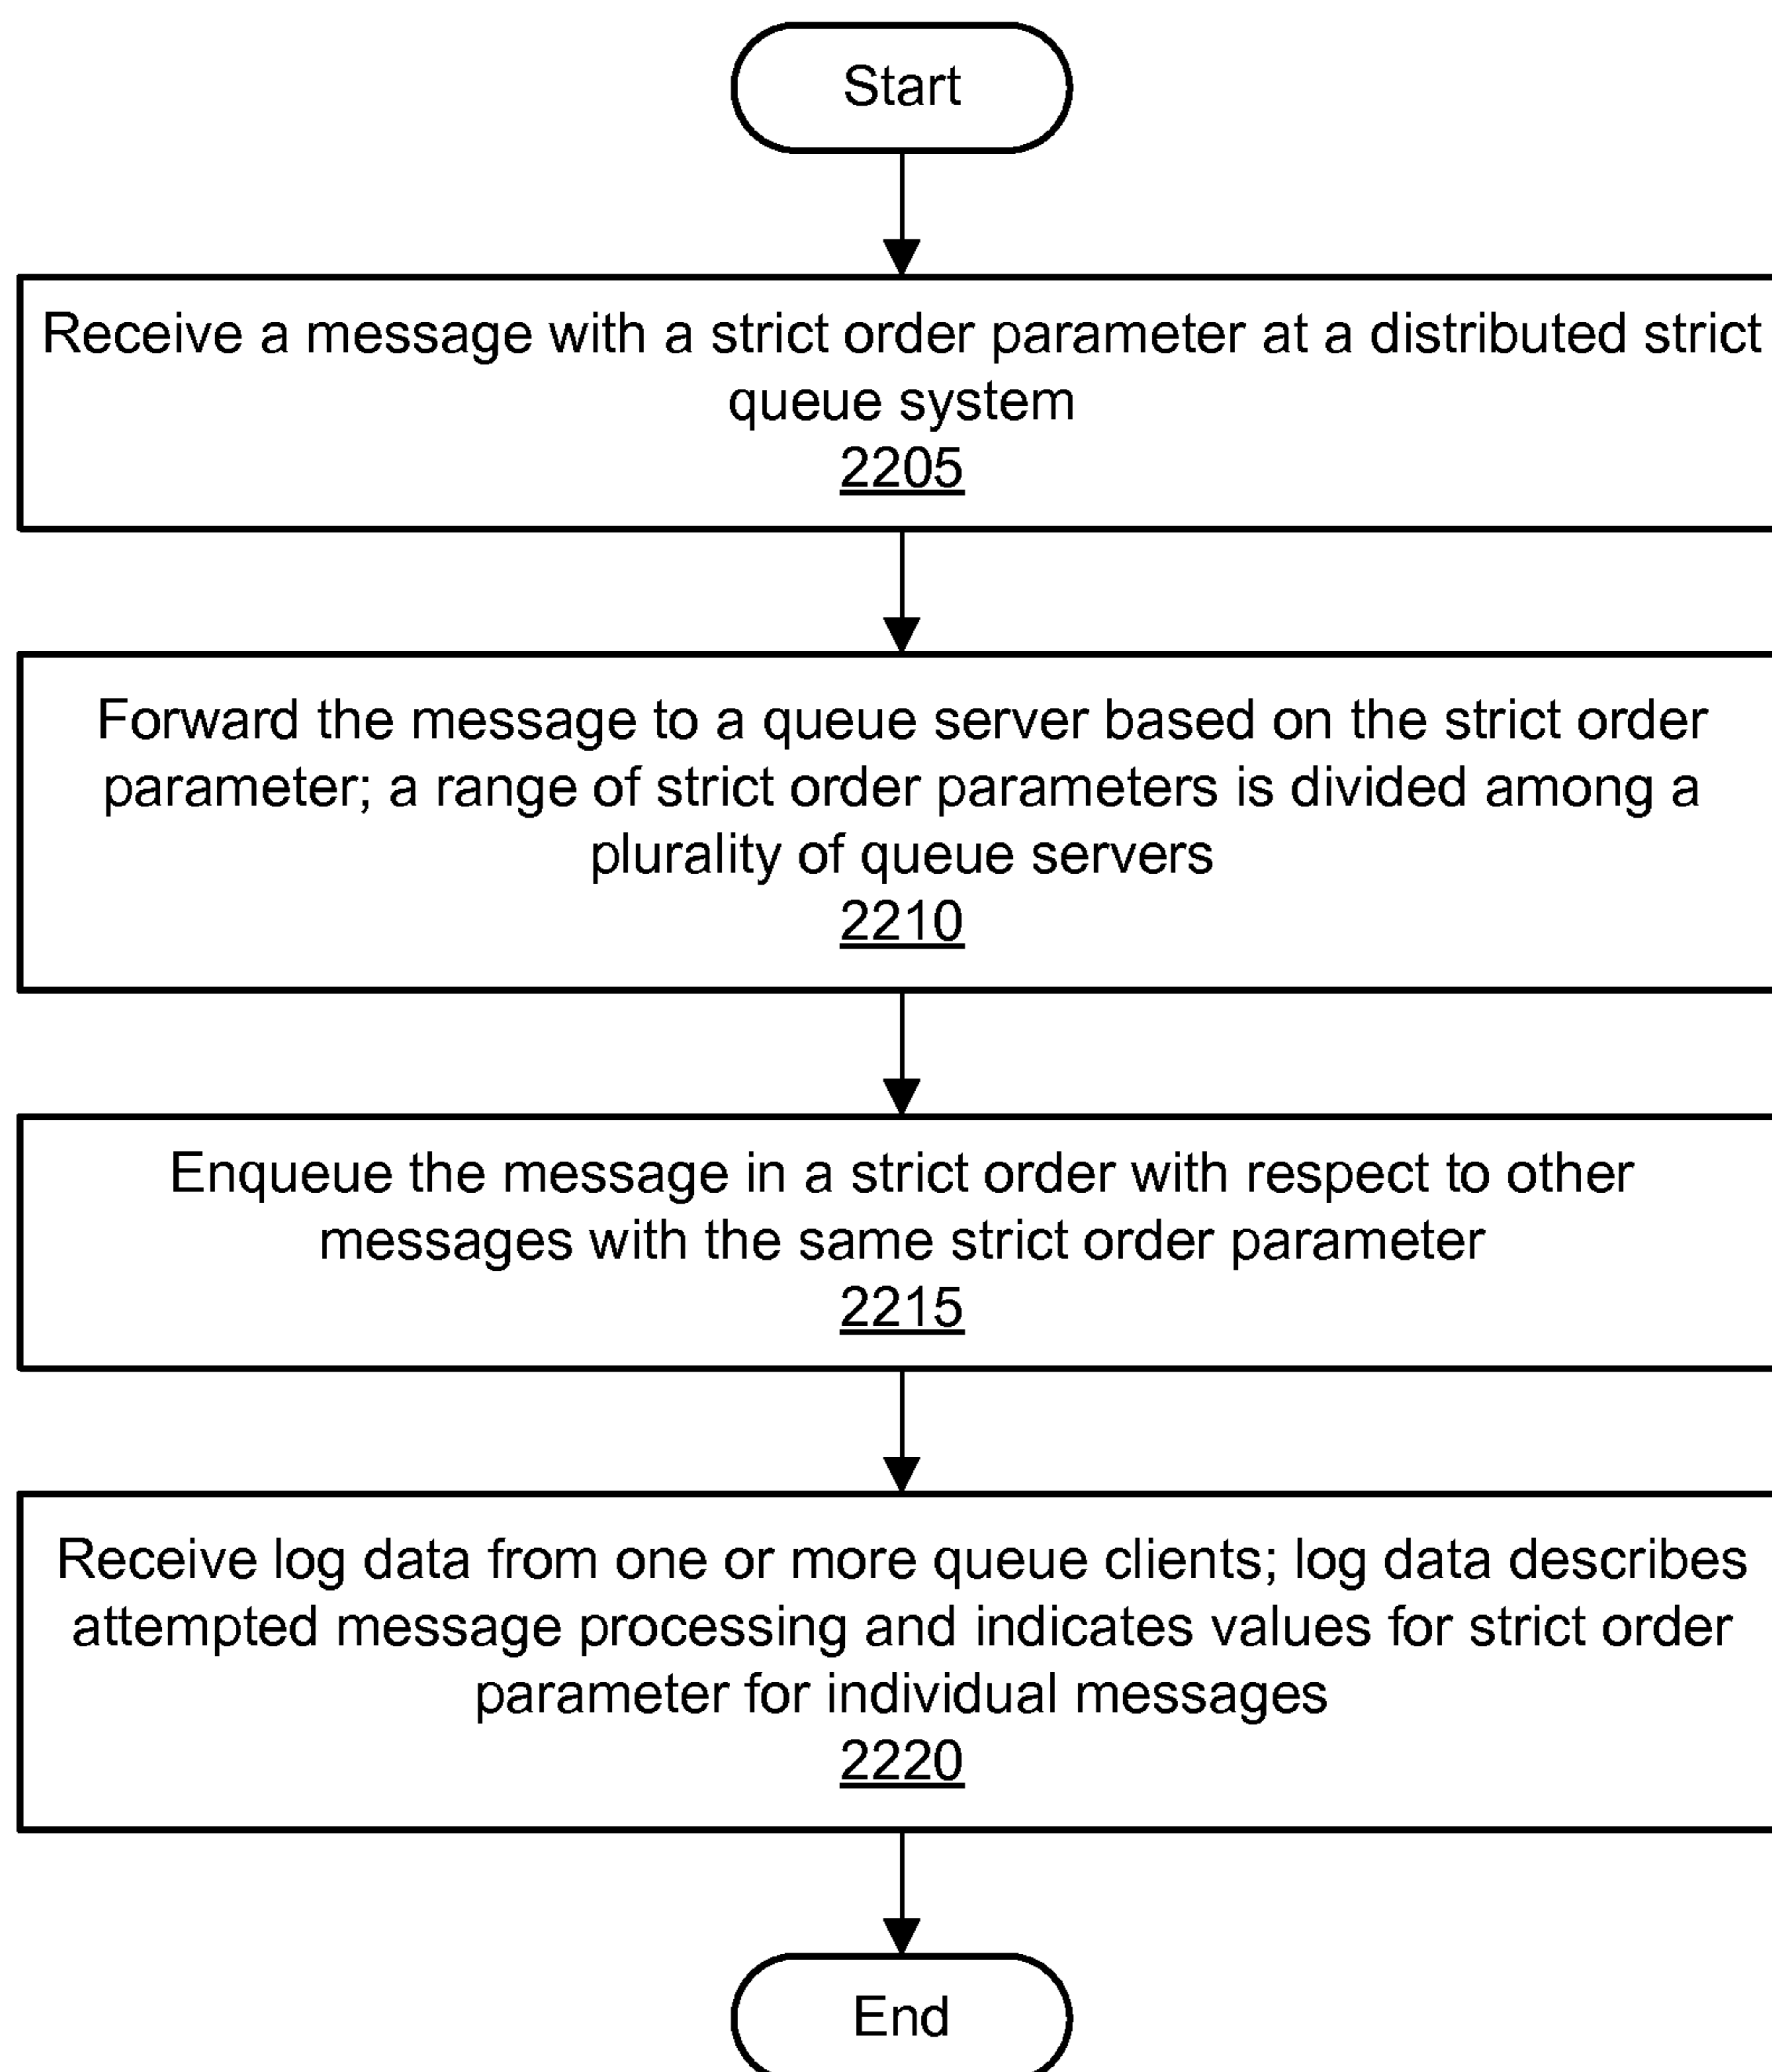 Start
Receive a message with a strict order parameter at a distributed strict
queue system
2205
Forward the message to a queue server based on the strict order
parameter; a range of strict order parameters is divided among a
plurality of queue servers
2210
Enqueue the message in a strict order with respect to other
messages with the same strict order parameter
2215
Receive log data from one or more queue clients; log data describes
attempted message processing and indicates values for strict order
parameter for individual messages
2220
End